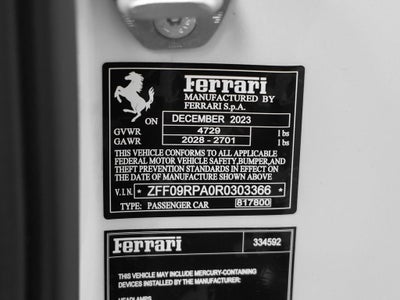 Ferrari
MANUFACTURED BY
FERRARI S.p.A.
ON DECEMBER 2023
GVWR 4729 lbs
GAWR 2028 - 2701 lbs
THIS VEHICLE CONFORMS TO ALL APPLICABLE
FEDERAL MOTOR VEHICLE SAFETY, BUMPER, AND
THEFT PREVENTION STANDARDS IN EFFECT ON
THE DATE OF MANUFACTURE SHOWN ABOVE
V.I.N. * ZFF09RPA0R0303366 *
TYPE: PASSENGER CAR 817800
Ferrari 334592
THIS VEHICLE MAY INCLUDE MERCURY-CONTAINING
DEVICES INSTALLED BY THE MANUFACTURER:
HEADLAMPS